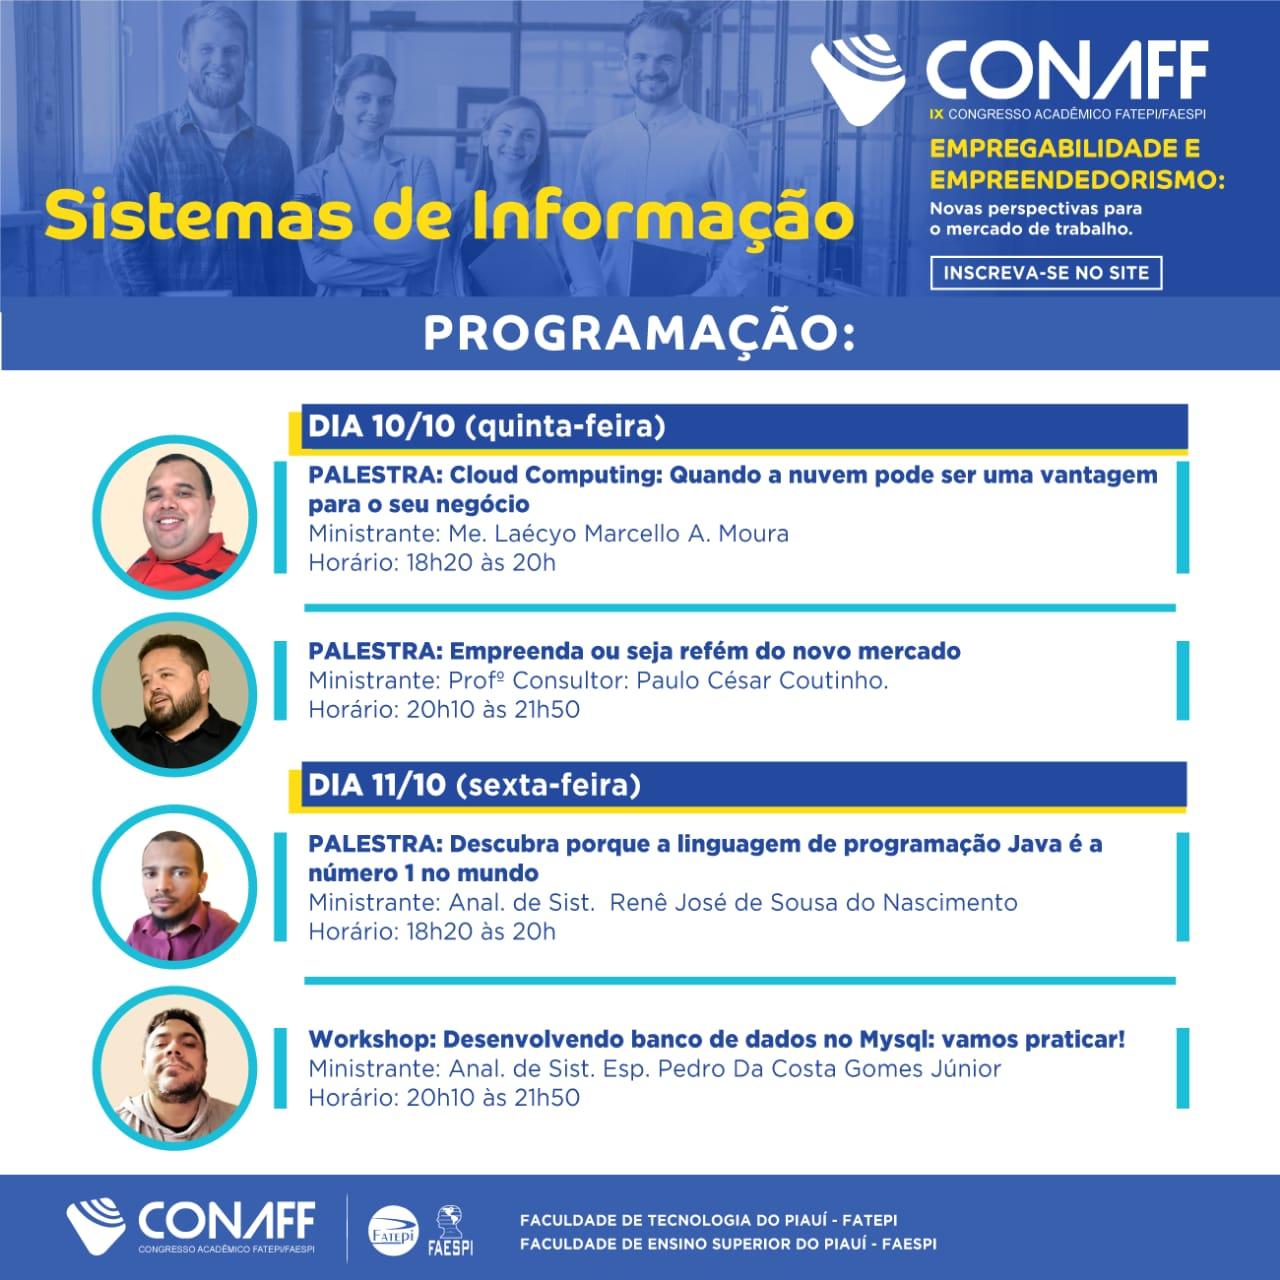 CONAFF
IX CONGRESSO ACADÊMICO FATEPI/FAESPI
EMPREGABILIDADE E
EMPREENDEDORISMO:
Novas perspectivas para
o mercado de trabalho.
INSCREVA-SE NO SITE
Sistemas de Informação
PROGRAMAÇÃO:
DIA 10/10 (quinta-feira)
PALESTRA: Cloud Computing: Quando a nuvem pode ser uma vantagem
para o seu negócio
Ministrante: Me. Laécyo Marcello A. Moura
Horário: 18h20 às 20h
PALESTRA: Empreenda ou seja refém do novo mercado
Ministrante: Profº Consultor: Paulo César Coutinho.
Horário: 20h10 às 21h50
DIA 11/10 (sexta-feira)
PALESTRA: Descubra porque a linguagem de programação Java é a
número 1 no mundo
Ministrante: Anal. de Sist. Renê José de Sousa do Nascimento
Horário: 18h20 às 20h
Workshop: Desenvolvendo banco de dados no Mysql: vamos praticar!
Ministrante: Anal. de Sist. Esp. Pedro Da Costa Gomes Júnior
Horário: 20h10 às 21h50
CONAFF
CONGRESSO ACADÊMICO FATEPI/FAESPI
FATEPI
FAESPI
FACULDADE DE TECNOLOGIA DO PIAUÍ - FATEPI
FACULDADE DE ENSINO SUPERIOR DO PIAUÍ - FAESPI